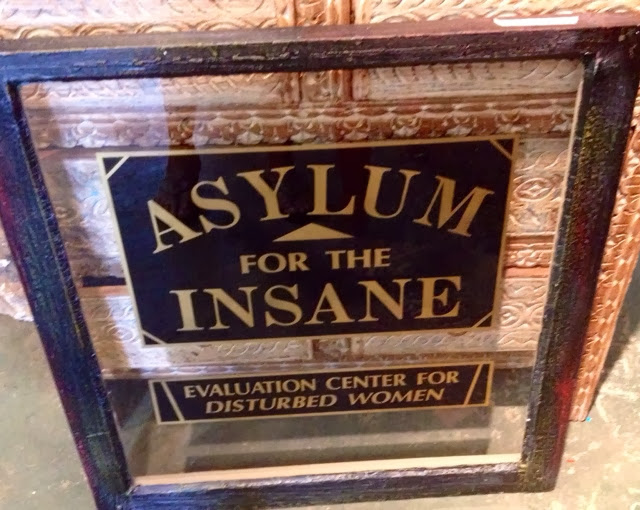 ASYLUM
FOR THE
INSANE
EVALUATION CENTER FOR
DISTURBED WOMEN